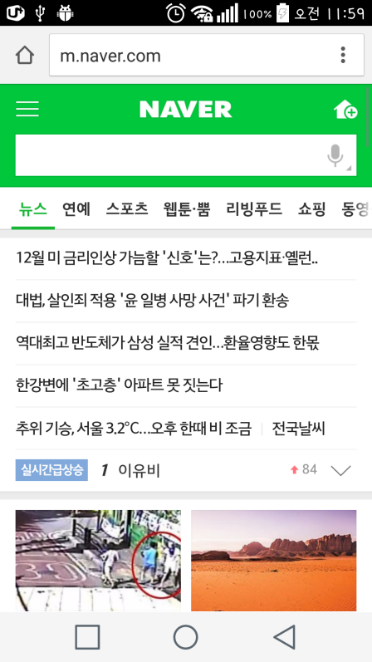 100% 오전 11:59
m.naver.com
NAVER
뉴스 연예 스포츠 웹툰·뿜 리빙푸드 쇼핑 동영
12월 미 금리인상 가늠할 '신호'는?...고용지표·옐런..
대법, 살인죄 적용 '윤 일병 사망 사건' 파기 환송
역대최고 반도체가 삼성 실적 견인...환율영향도 한몫
한강변에 '초고층' 아파트 못 짓는다
추위 기승, 서울 3.2°C...오후 한때 비 조금 | 전국날씨
실시간급상승 1 이유비 84